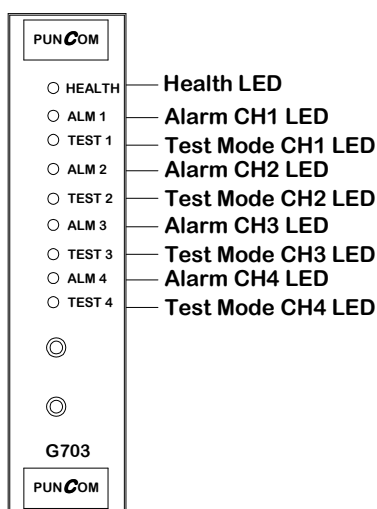 PUNCOM
HEALTH Health LED
ALM 1 Alarm CH1 LED
TEST 1 Test Mode CH1 LED
ALM 2 Alarm CH2 LED
TEST 2 Test Mode CH2 LED
ALM 3 Alarm CH3 LED
TEST 3 Test Mode CH3 LED
ALM 4 Alarm CH4 LED
TEST 4 Test Mode CH4 LED
G703
PUNCOM